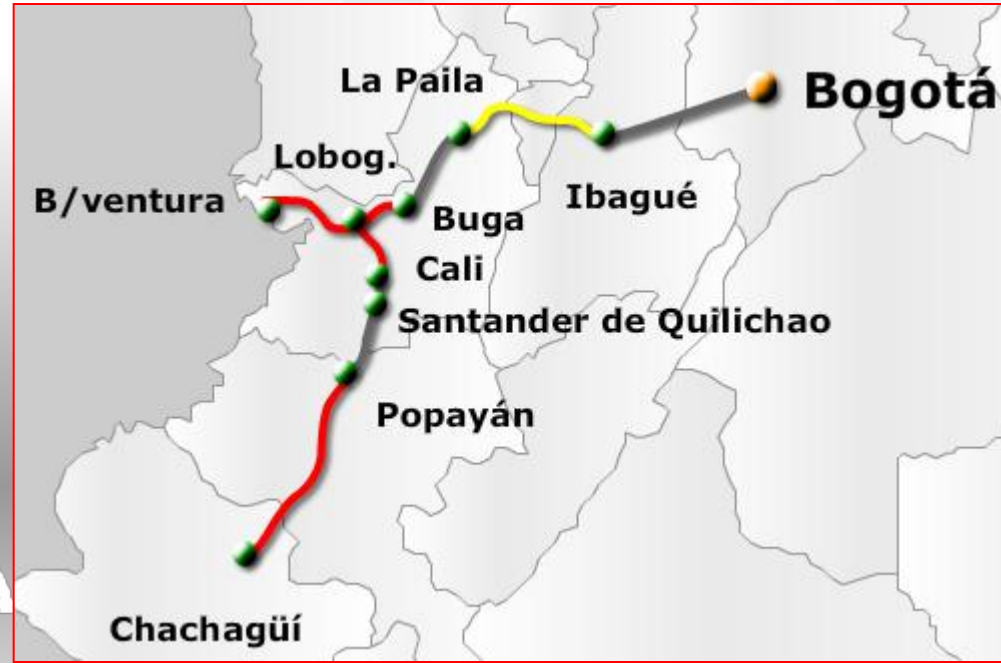 La Paila
Bogotá
Lobog.
B/ventura
Ibagué
Buga
Cali
Santander de Quilichao
Popayán
Chachagüí